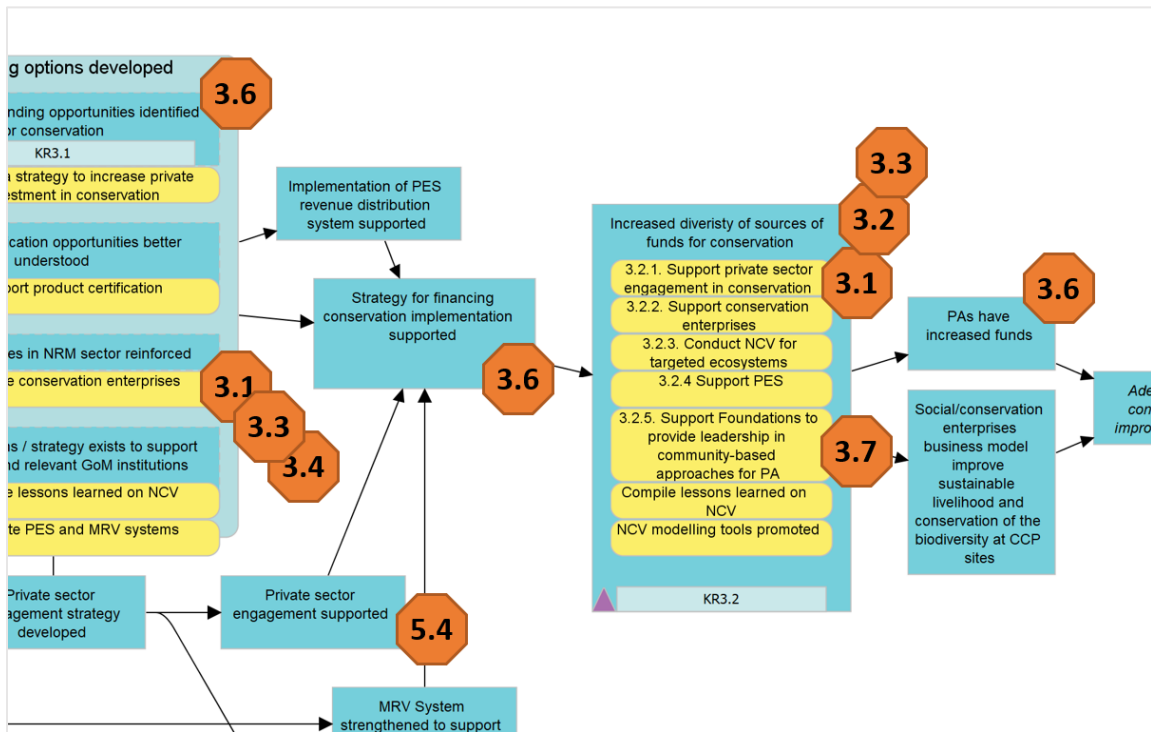 g options developed
3.6
nding opportunities identified
or conservation
KR3.1
a strategy to increase private
estment in conservation
ication opportunities better
understood
port product certification
es in NRM sector reinforced
e conservation enterprises
3.1
3.3
3.4
ns / strategy exists to support
nd relevant GoM institutions
e lessons learned on NCV
te PES and MRV systems
Private sector
agement strategy
developed
Implementation of PES
revenue distribution
system supported
Strategy for financing
conservation implementation
supported
3.6
Private sector
engagement supported
5.4
MRV System
strengthened to support
3.3
3.2
3.1
Increased diveristy of sources of
funds for conservation
3.2.1. Support private sector
engagement in conservation
3.2.2. Support conservation
enterprises
3.2.3. Conduct NCV for
targeted ecosystems
3.2.4 Support PES
3.2.5. Support Foundations to
provide leadership in
community-based
approaches for PA
Compile lessons learned on
NCV
NCV modelling tools promoted
KR3.2
3.7
3.6
PAs have
increased funds
Social/conservation
enterprises
business model
improve
sustainable
livelihood and
conservation of the
biodiversity at CCP
sites
Ade
con
impro